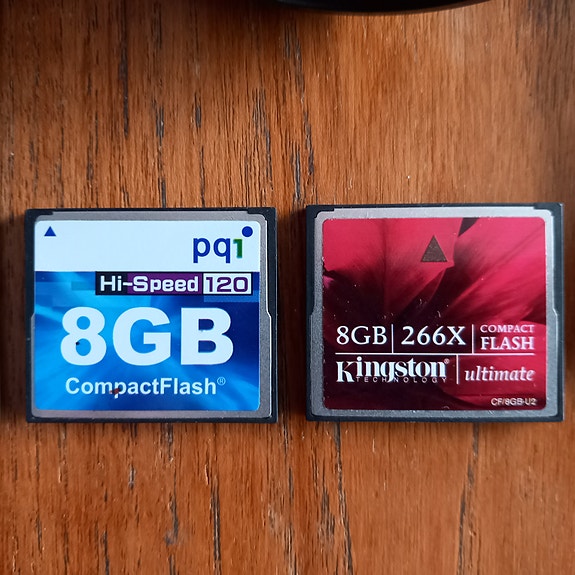 pqi
Hi-Speed 120
8GB
CompactFlash®
8GB 266X COMPACT FLASH
Kingston TECHNOLOGY ultimate
CF/8GB-U2